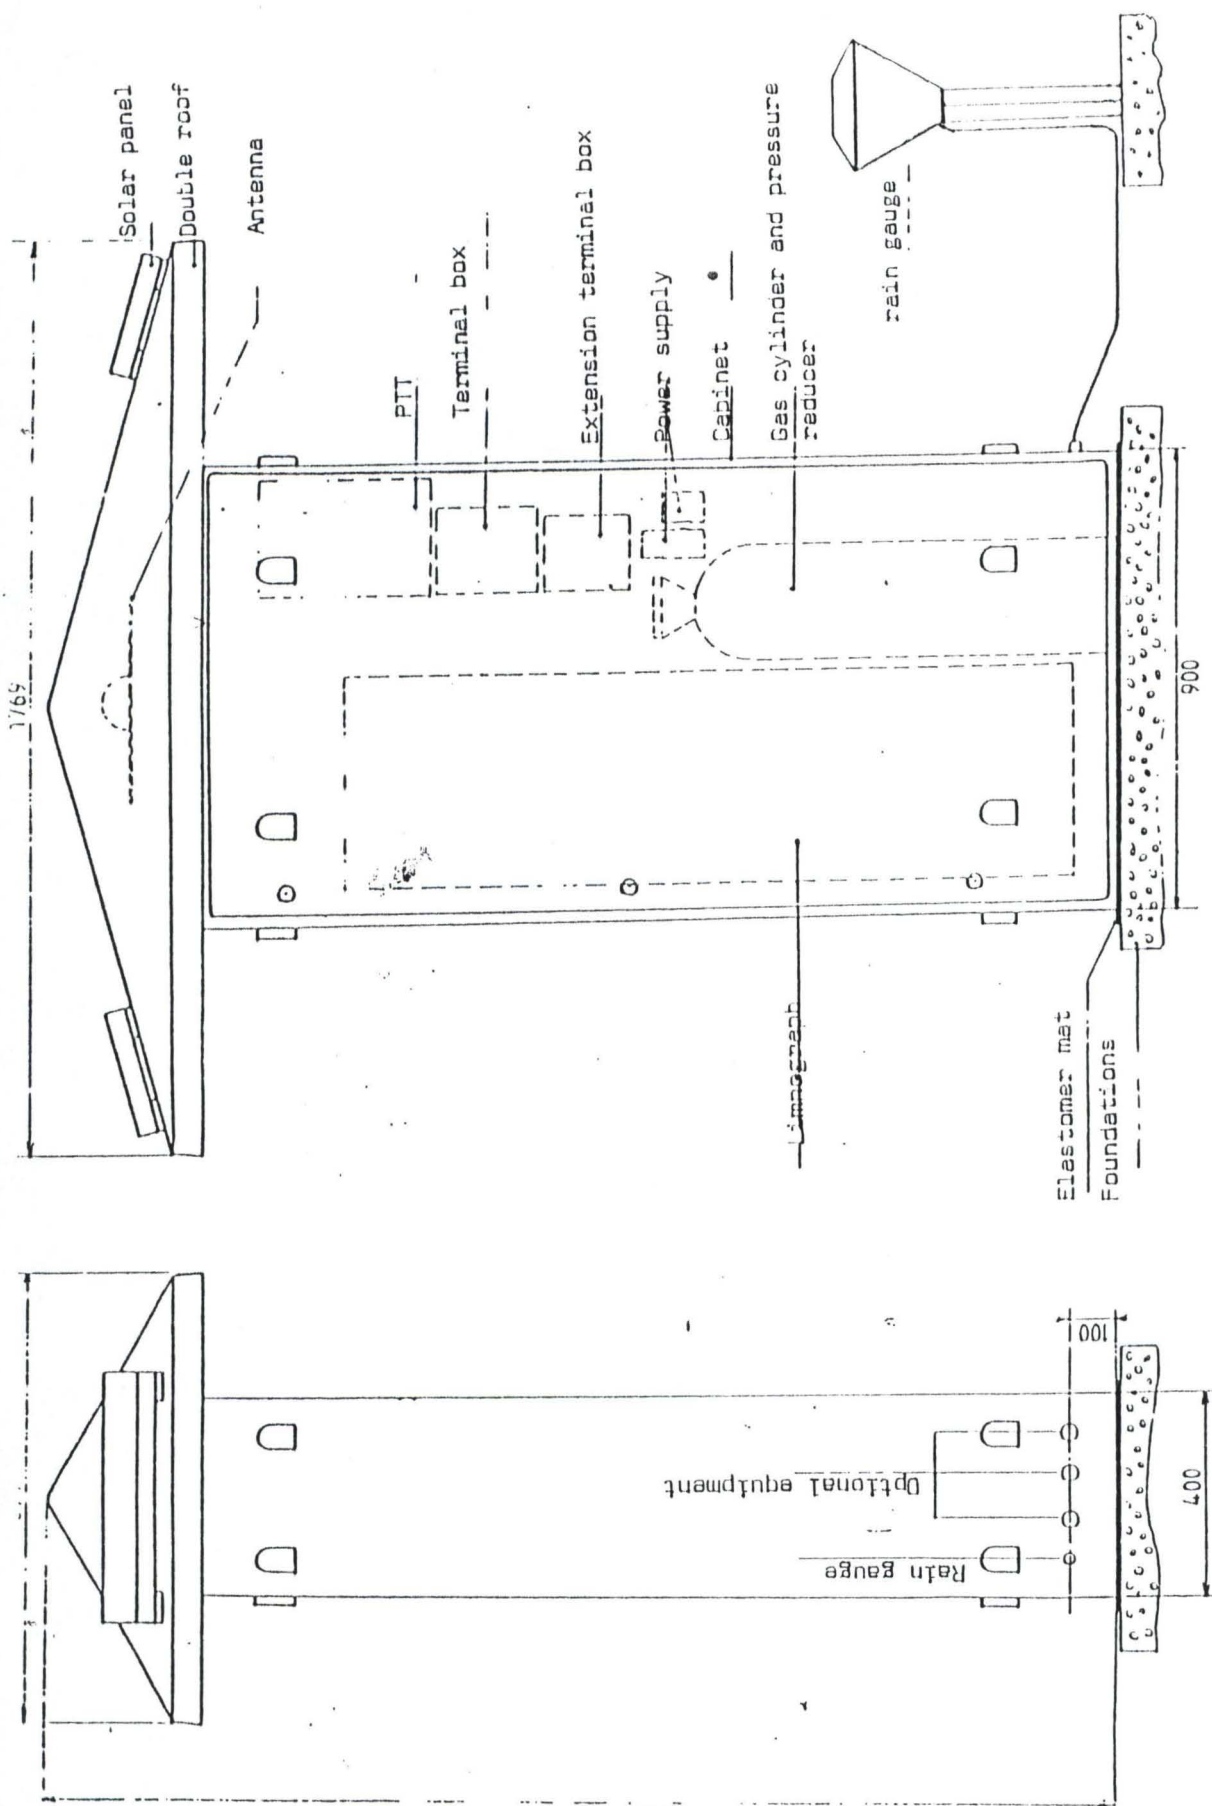 1769
Solar panel
Double roof
Antenna
PTT
Terminal box
Extension terminal box
Power supply
Cabinet
Gas cylinder and pressure
reducer
rain gauge
Limnograph
Elastomer mat
Foundations
900
Optional equipment
Rain gauge
100
400